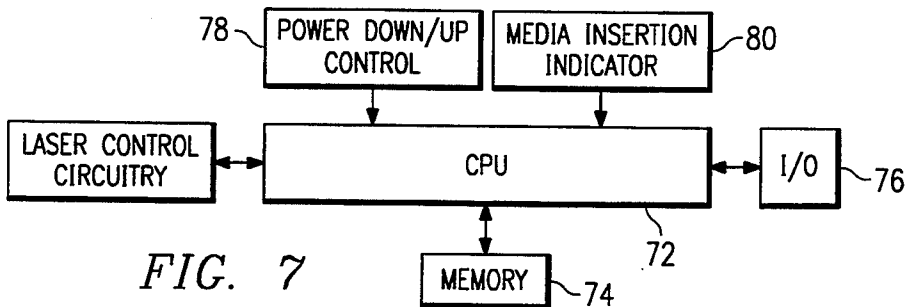 78
POWER DOWN/UP
CONTROL
MEDIA INSERTION
INDICATOR
80
LASER CONTROL
CIRCUITRY
CPU
I/O
76
72
MEMORY
74
FIG. 7